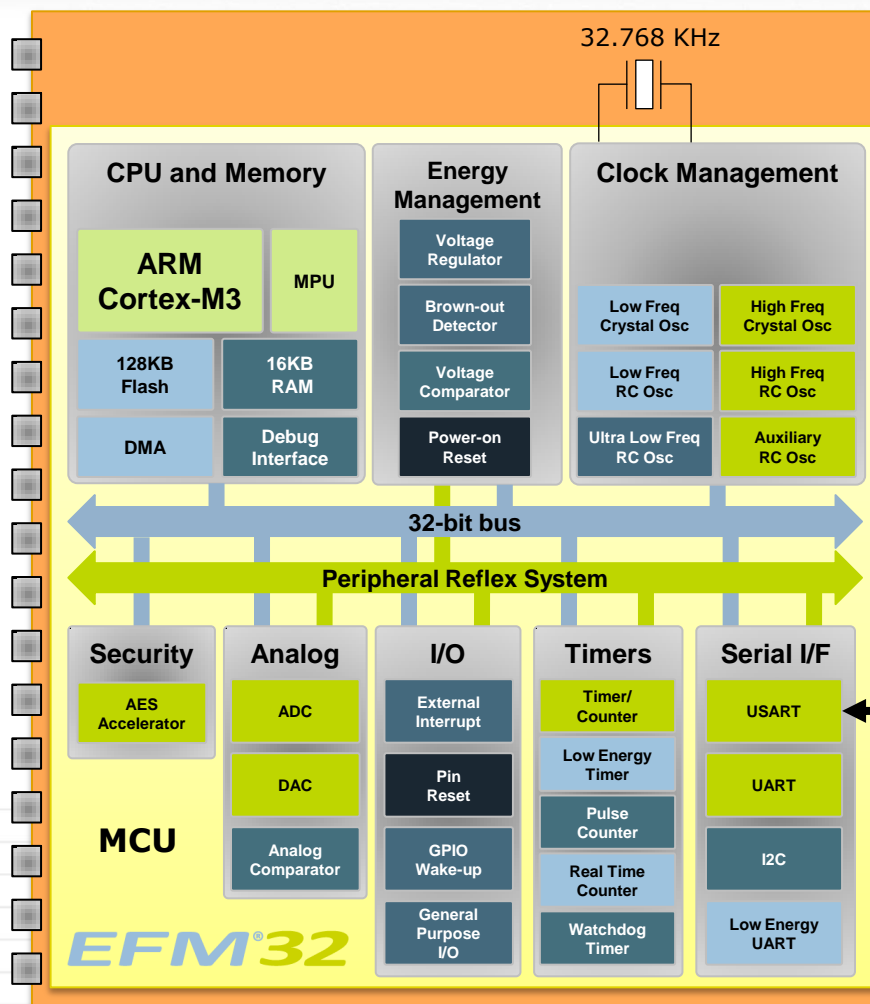 32.768 KHz
CPU and Memory
ARM
Cortex-M3
MPU
128KB
Flash
16KB
RAM
DMA
Debug
Interface
Energy
Management
Voltage
Regulator
Brown-out
Detector
Voltage
Comparator
Power-on
Reset
Clock Management
Low Freq
Crystal Osc
High Freq
Crystal Osc
Low Freq
RC Osc
High Freq
RC Osc
Ultra Low Freq
RC Osc
Auxiliary
RC Osc
32-bit bus
Peripheral Reflex System
Security
AES
Accelerator
Analog
ADC
DAC
Analog
Comparator
I/O
External
Interrupt
Pin
Reset
GPIO
Wake-up
General
Purpose
I/O
Timers
Timer/
Counter
Low Energy
Timer
Pulse
Counter
Real Time
Counter
Watchdog
Timer
Serial I/F
USART
UART
I2C
Low Energy
UART
MCU
EFM®32